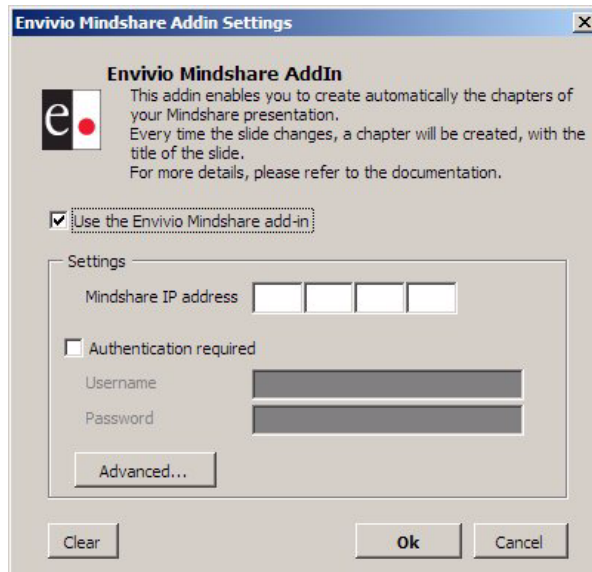 Envivio Mindshare Addin Settings
Envivio Mindshare AddIn
This addin enables you to create automatically the chapters of
your Mindshare presentation.
Every time the slide changes, a chapter will be created, with the
title of the slide.
For more details, please refer to the documentation.
e.
Use the Envivio Mindshare add-in
Settings
Mindshare IP address
Authentication required
Username
Password
Advanced...
Clear
Ok
Cancel